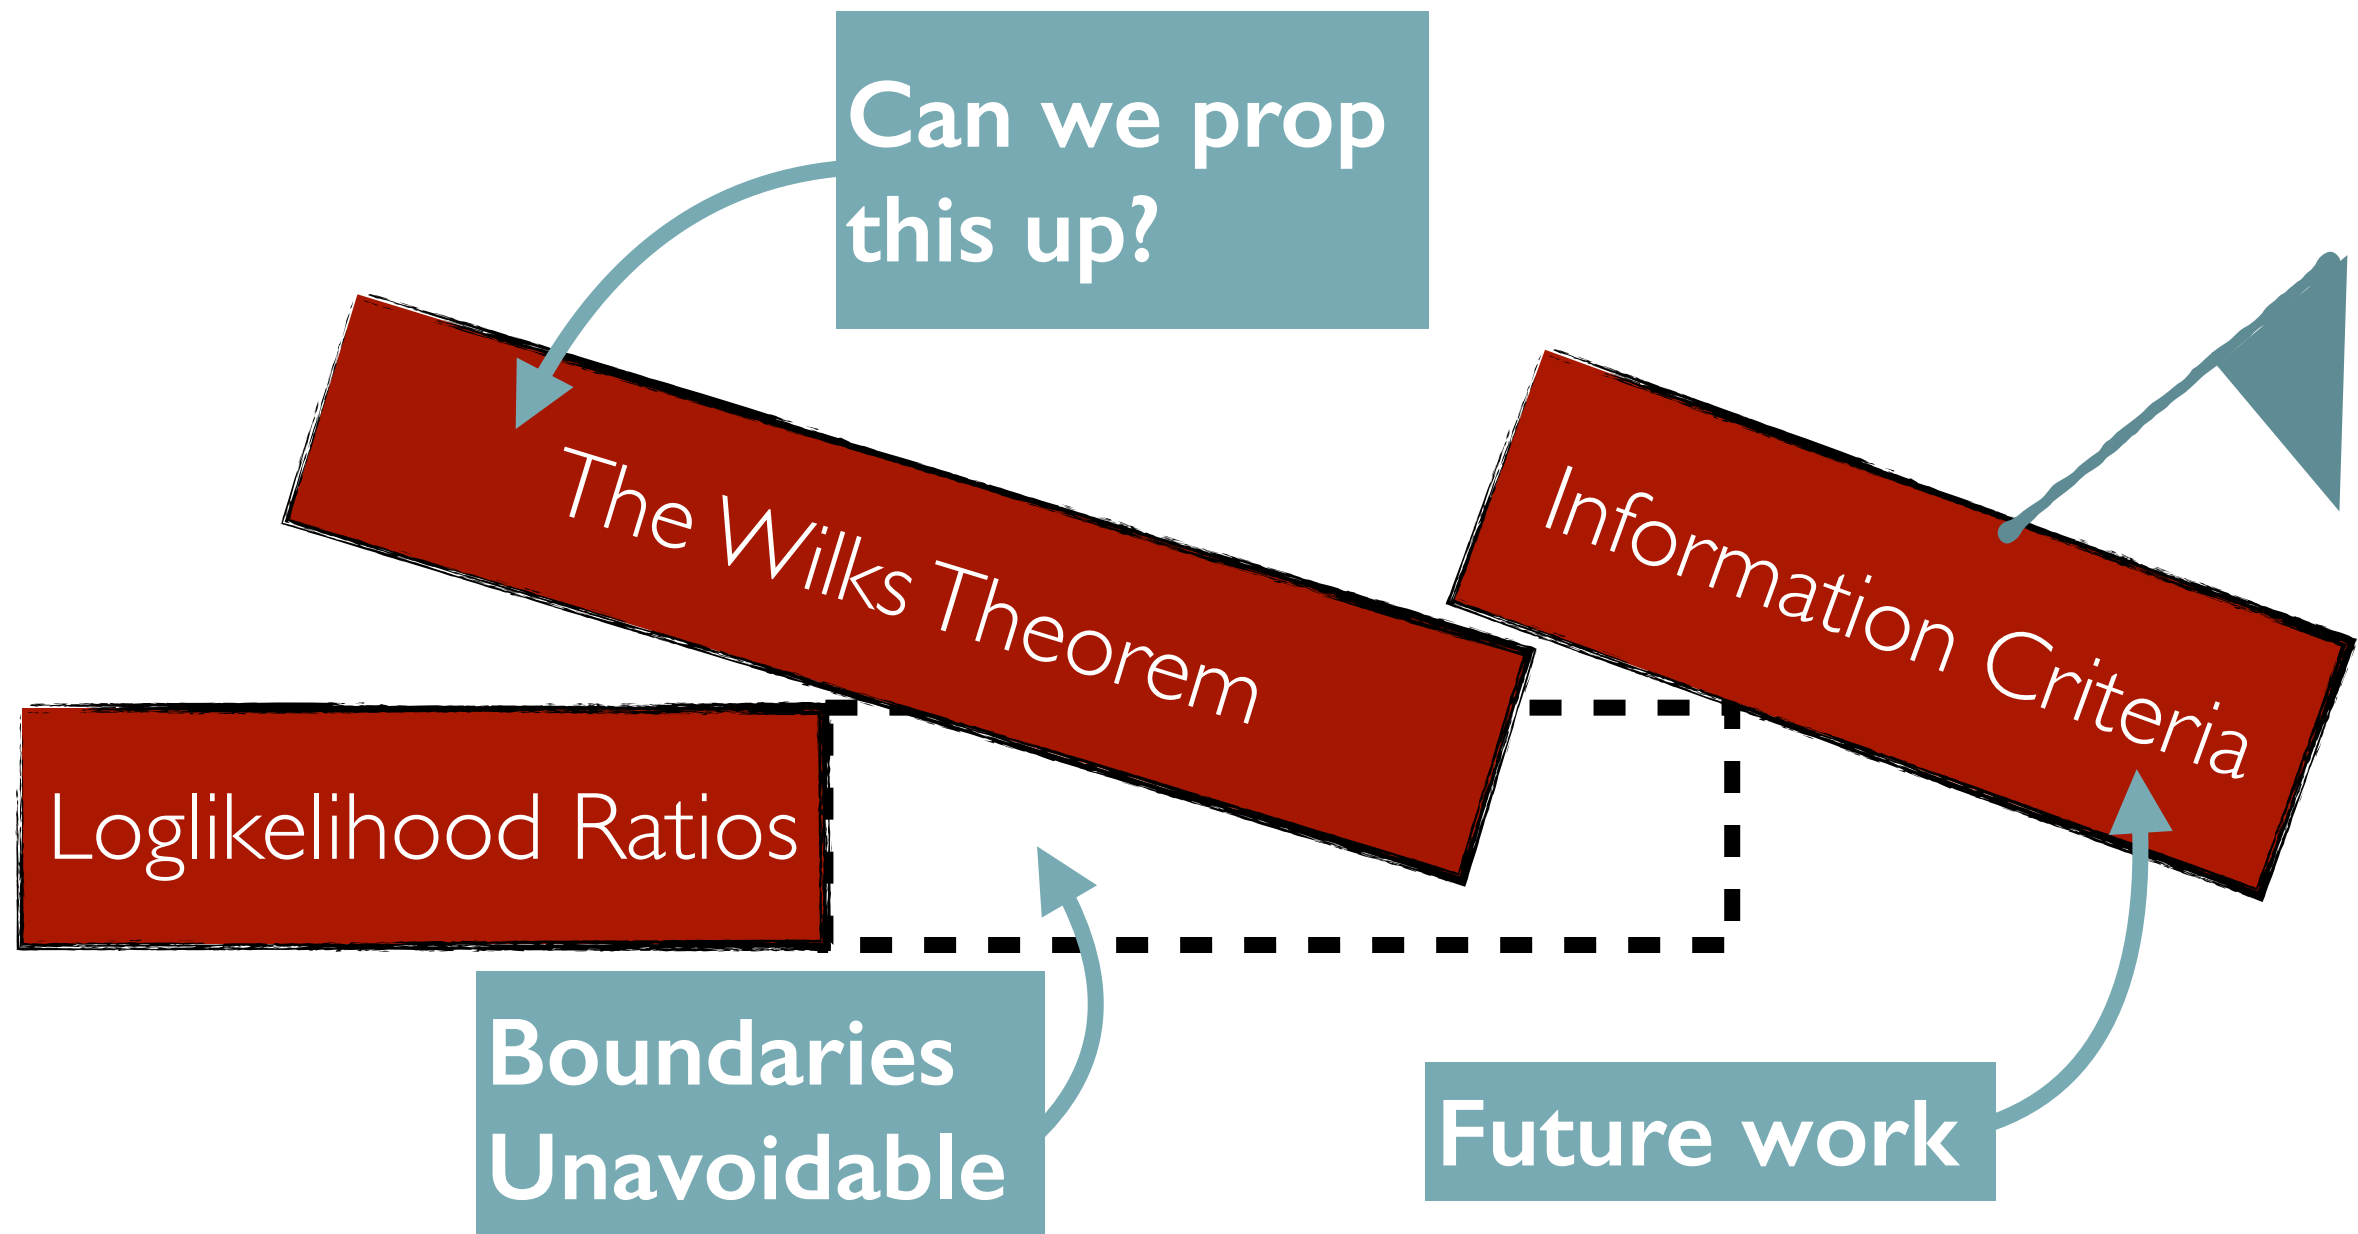 Can we prop
this up?
The Wilks Theorem
Information Criteria
Loglikelihood Ratios
Boundaries
Unavoidable
Future work